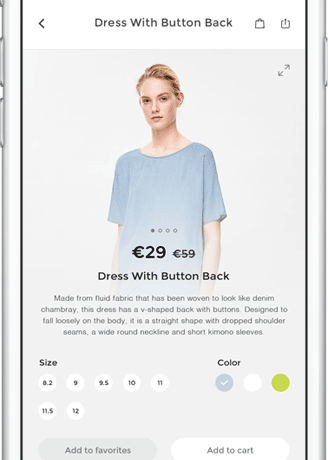 Dress With Button Back
€29 €59
Dress With Button Back
Made from fluid fabric that has been woven to look like denim
chambray, this dress has a v-shaped back with buttons. Designed to
fall loosely on the body, it is a straight shape with dropped shoulder
seams, a wide round neckline and short kimono sleeves.
Size Color
8.2 9 9.5 10 11
11.5 12
Add to favorites Add to cart